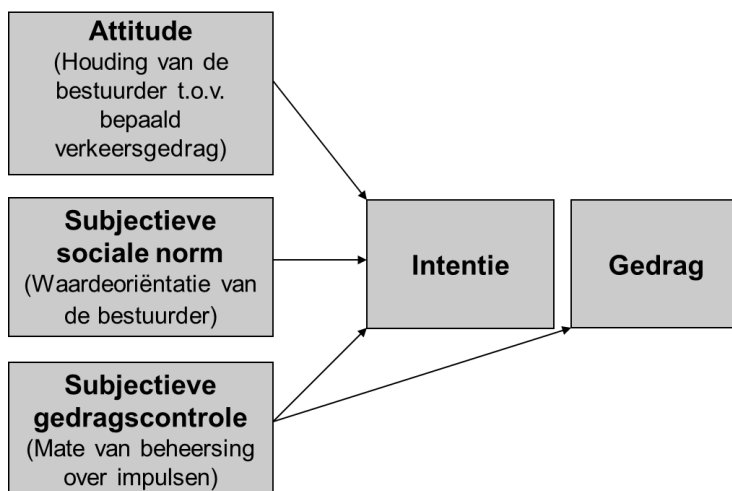 Attitude
(Houding van de
bestuurder t.o.v.
bepaald
verkeersgedrag)
Subjectieve
sociale norm
(Waardeoriëntatie van
de bestuurder)
Subjectieve
gedragscontrole
(Mate van beheersing
over impulsen)
Intentie
Gedrag